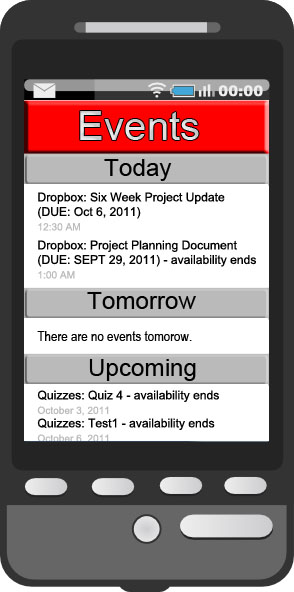 00:00
Events
Today
Dropbox: Six Week Project Update
(DUE: Oct 6, 2011)
12:30 AM
Dropbox: Project Planning Document
(DUE: SEPT 29, 2011) - availability ends
1:00 AM
Tomorrow
There are no events tomorow.
Upcoming
Quizzes: Quiz 4 - availability ends
October 3, 2011
Quizzes: Test1 - availability ends
October 6, 2011